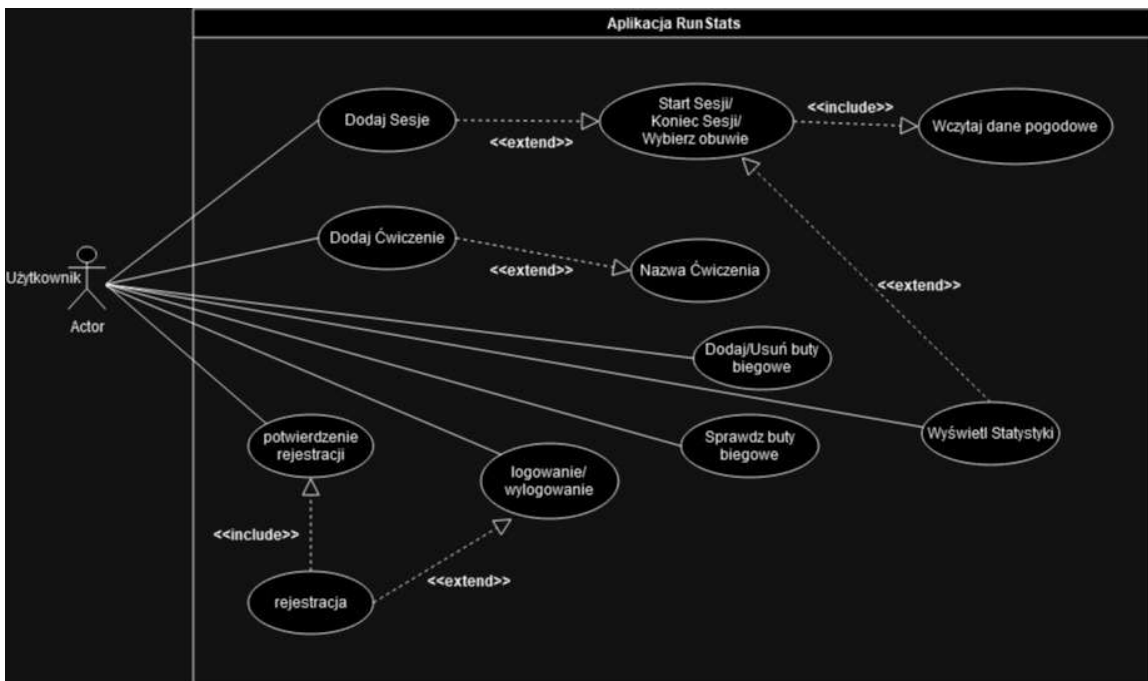 Aplikacja RunStats
Dodaj Sesje
<<extend>>
Start Sesji/
Koniec Sesji/
Wybierz obuwie
<<include>>
Wczytaj dane pogodowe
Dodaj Ćwiczenie
<<extend>>
Nazwa Ćwiczenia
<<extend>>
Użytkownik
Actor
Dodaj/Usuń buty
biegowe
Wyświetl Statystyki
Sprawdz buty
biegowe
potwierdzenie
rejestracji
logowanie/
wylogowanie
<<include>>
<<extend>>
rejestracja